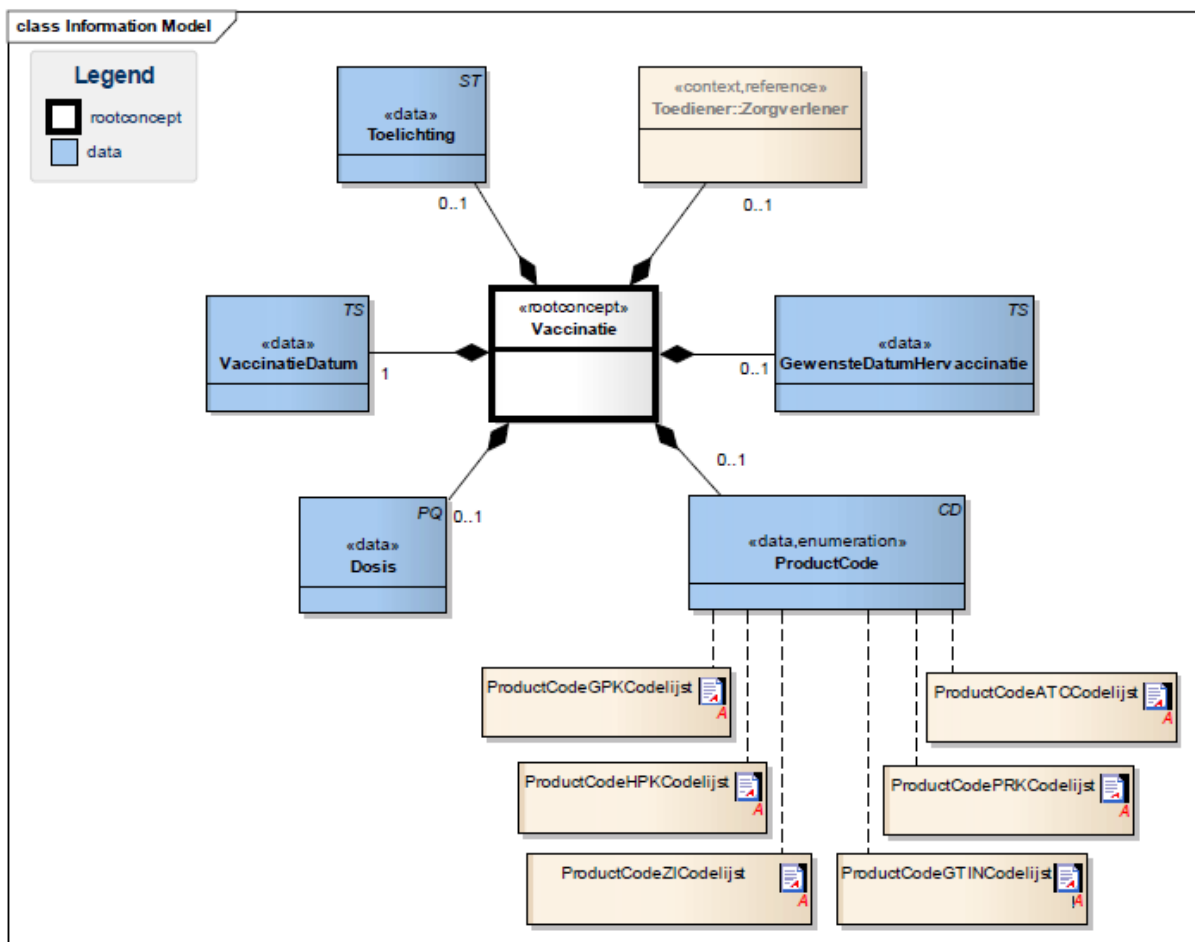 class Information Model
Legend
rootconcept
data
ST
«data»
Toelichting
«context,reference»
Toediener::Zorgverlener
0..1
0..1
TS
«data»
VaccinatieDatum
1
«rootconcept»
Vaccinatie
TS
«data»
GewensteDatumHervaccinatie
0..1
0..1
PQ
«data»
Dosis
0..1
CD
«data,enumeration»
ProductCode
ProductCodeGPKCodelijst
A
ProductCodeATCCodelijst
A
ProductCodeHPKCodelijst
A
ProductCodePRKCodelijst
A
ProductCodeZICodelijst
A
ProductCodeGTINCodelijst
A